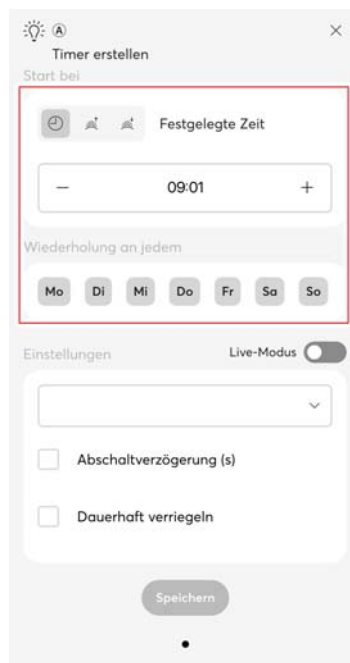 A
Timer erstellen
Start bei
Festgelegte Zeit
09:01
Wiederholung an jedem
Mo Di Mi Do Fr Sa So
Einstellungen Live-Modus
Abschaltverzögerung (s)
Dauerhaft verriegeln
Speichern